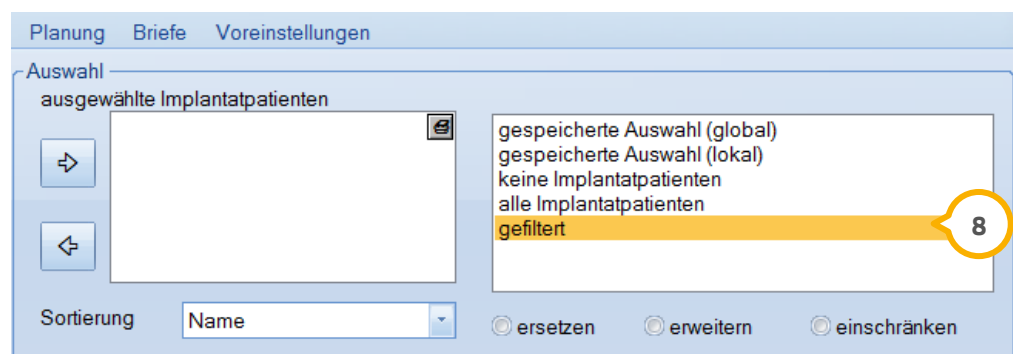 Planung Briefe Voreinstellungen
Auswahl
ausgewählte Implantatpatienten
gespeicherte Auswahl (global)
gespeicherte Auswahl (lokal)
keine Implantatpatienten
alle Implantatpatienten
gefiltert
8
Sortierung Name
ersetzen erweitern einschränken